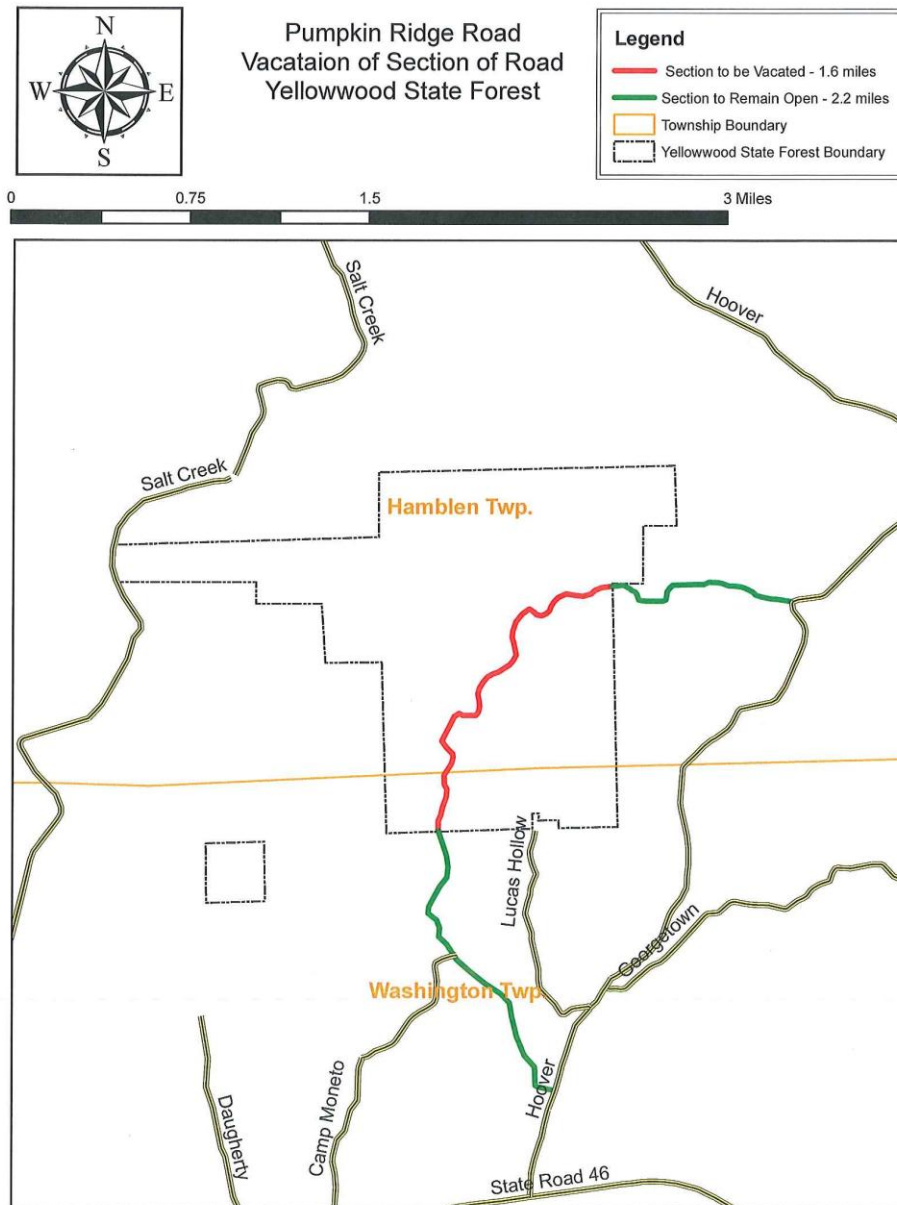 N
W E
S
Pumpkin Ridge Road
Vacataion of Section of Road
Yellowwood State Forest
Legend
Section to be Vacated - 1.6 miles
Section to Remain Open - 2.2 miles
Township Boundary
Yellowwood State Forest Boundary
0 0.75 1.5 3 Miles
Salt Creek
Hoover
Salt Creek
Hamblen Twp.
Lucas Hollow
Georgetown
Washington Twp.
Hoover
Camp Moneto
Daugherty
State Road 46